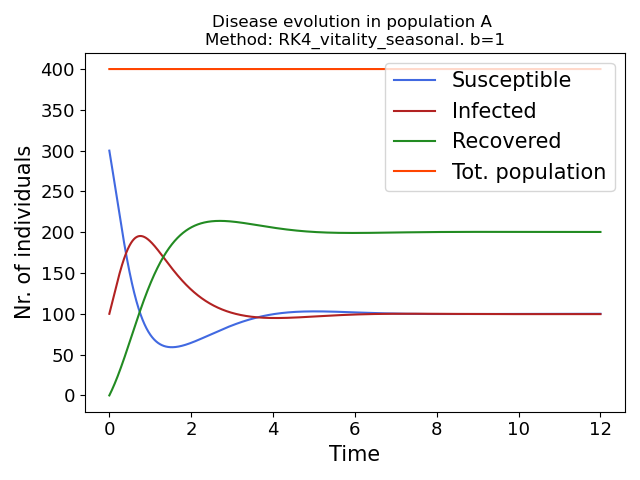 Disease evolution in population A
Method: RK4_vitality_seasonal. b=1
400
350
300
250
200
150
100
50
0
Nr. of individuals
Susceptible
Infected
Recovered
Tot. population
0 2 4 6 8 10 12
Time